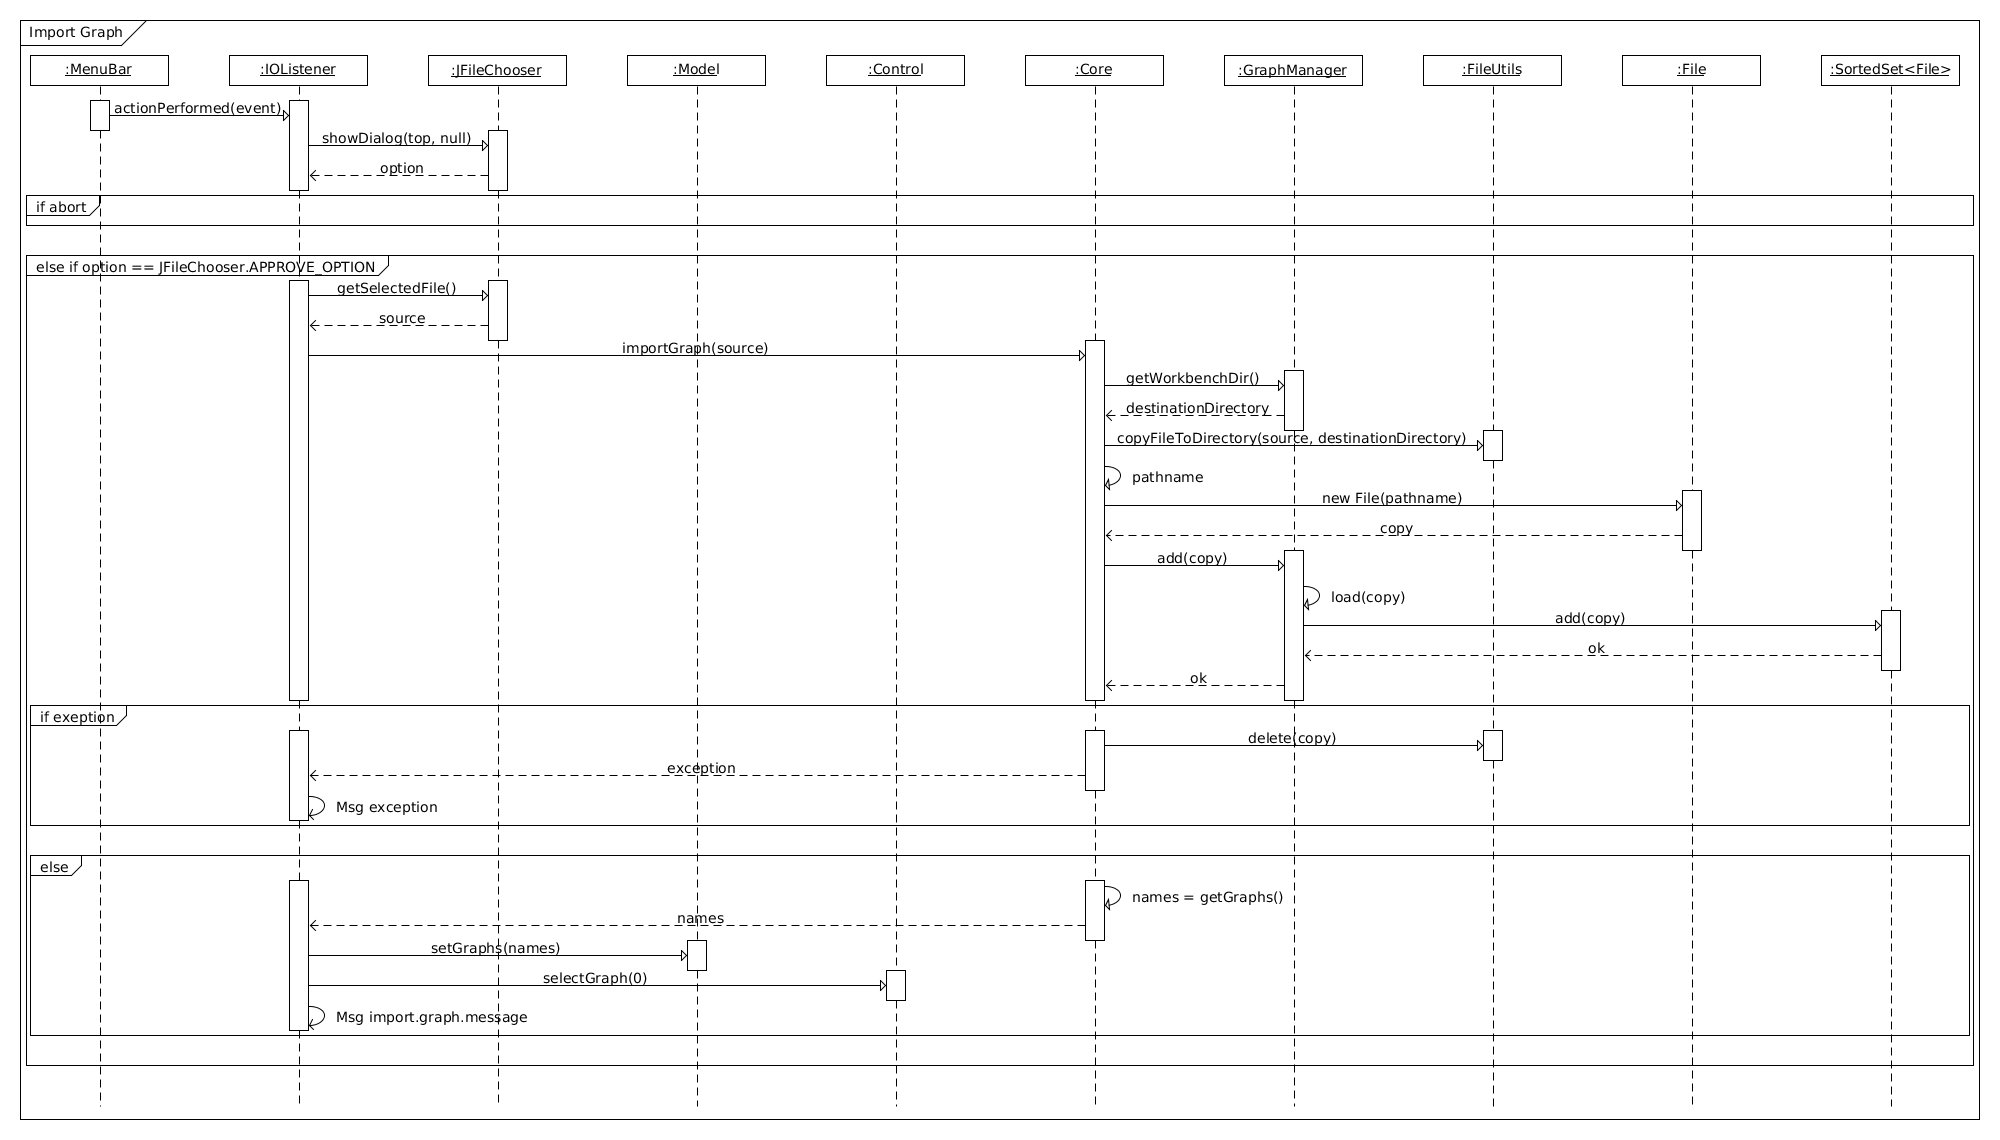 Import Graph
:MenuBar
:IOListener
:JFileChooser
:Model
:Control
:Core
:GraphManager
:FileUtils
:File
:SortedSet<File>
actionPerformed(event)
showDialog(top, null)
option
if abort
else if option == JFileChooser.APPROVE_OPTION
getSelectedFile()
source
importGraph(source)
getWorkbenchDir()
destinationDirectory
copyFileToDirectory(source, destinationDirectory)
pathname
new File(pathname)
copy
add(copy)
load(copy)
add(copy)
ok
ok
if exeption
delete(copy)
exception
Msg exception
else
names = getGraphs()
names
setGraphs(names)
selectGraph(0)
Msg import.graph.message